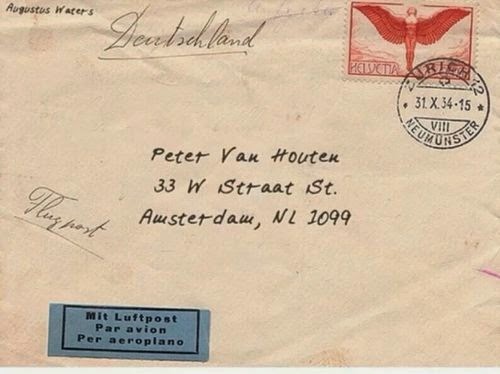 Augustus Waters
Deutschland
HELVETIA
ZÜRICH 12
31. X. 34-15
VIII
NEUMÜNSTER
Peter Van Houten
33 W Straat St.
Amsterdam, NL 1099
Flugpost
Mit Luftpost
Par avion
Per aeroplano